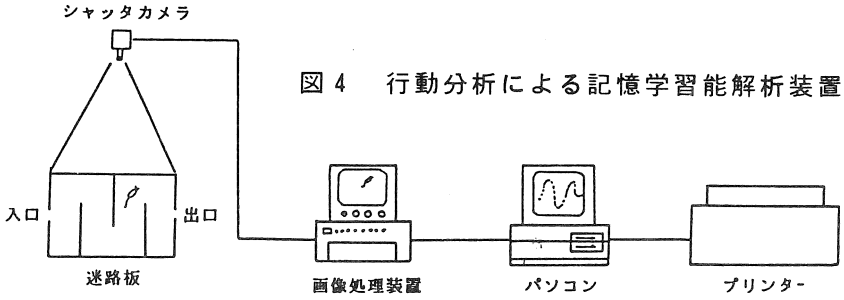 シャッタカメラ
図4 行動分析による記憶学習能解析装置
入口
出口
迷路板
画像処理装置
パソコン
プリンター